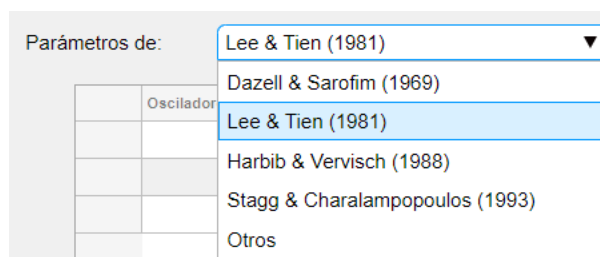 Parámetros de:
Lee & Tien (1981)
Dazell & Sarofim (1969)
Oscilador
Lee & Tien (1981)
Harbib & Vervisch (1988)
Stagg & Charalampopoulos (1993)
Otros